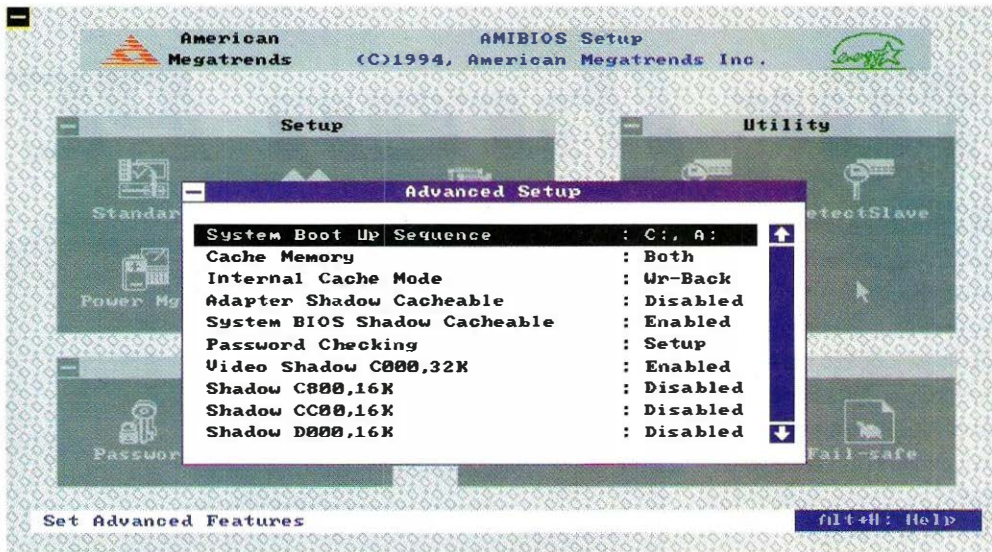 American
Megatrends
AMIBIOS Setup
(C)1994, American Megatrends Inc.
Setup
Utility
Standar
etectSlave
Power Mg
Advanced Setup
System Boot Up Sequence : C:, A:
Cache Memory : Both
Internal Cache Mode : Wr-Back
Adapter Shadow Cacheable : Disabled
System BIOS Shadow Cacheable : Enabled
Password Checking : Setup
Video Shadow C000,32K : Enabled
Shadow C800,16K : Disabled
Shadow CC00,16K : Disabled
Shadow D000,16K : Disabled
Passwor
Fail-safe
Set Advanced Features
Alt+H: Help